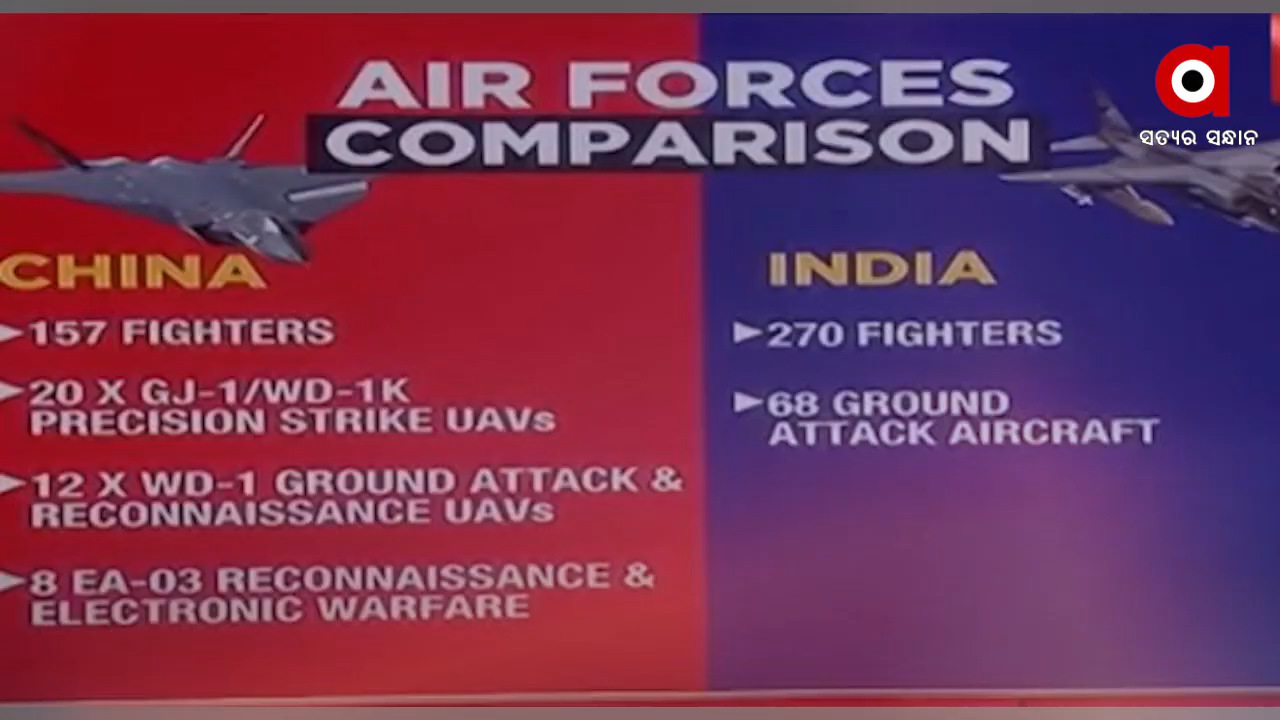 AIR FORCES
COMPARISON
ସତ୍ୟର ସନ୍ଧାନ
CHINA
157 FIGHTERS
20 X GJ-1/WD-1K
PRECISION STRIKE UAVs
12 X WD-1 GROUND ATTACK &
RECONNAISSANCE UAVs
8 EA-03 RECONNAISSANCE &
ELECTRONIC WARFARE
INDIA
270 FIGHTERS
68 GROUND
ATTACK AIRCRAFT